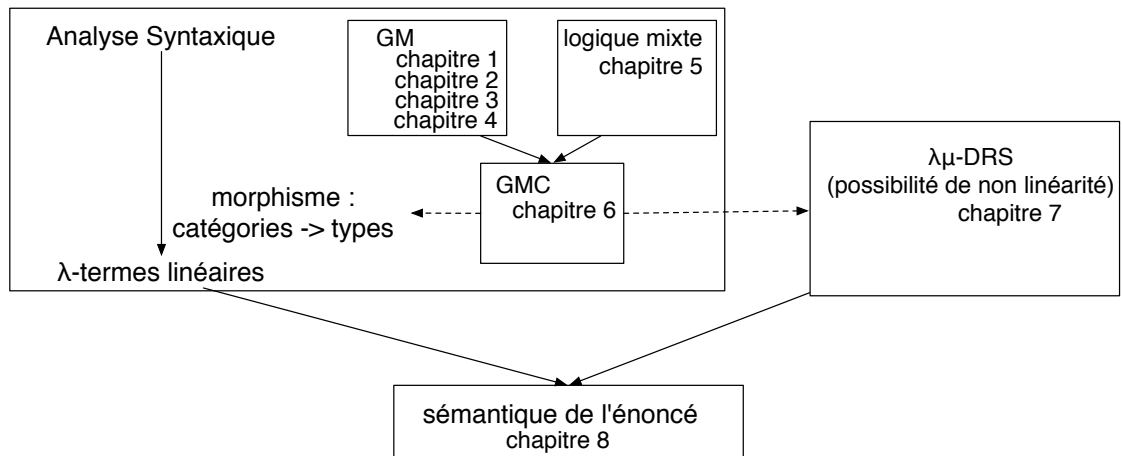 Analyse Syntaxique
GM
chapitre 1
chapitre 2
chapitre 3
chapitre 4
logique mixte
chapitre 5
GMC
chapitre 6
morphisme :
catégories -> types
λ-termes linéaires
λμ-DRS
(possibilité de non linéarité)
chapitre 7
sémantique de l'énoncé
chapitre 8